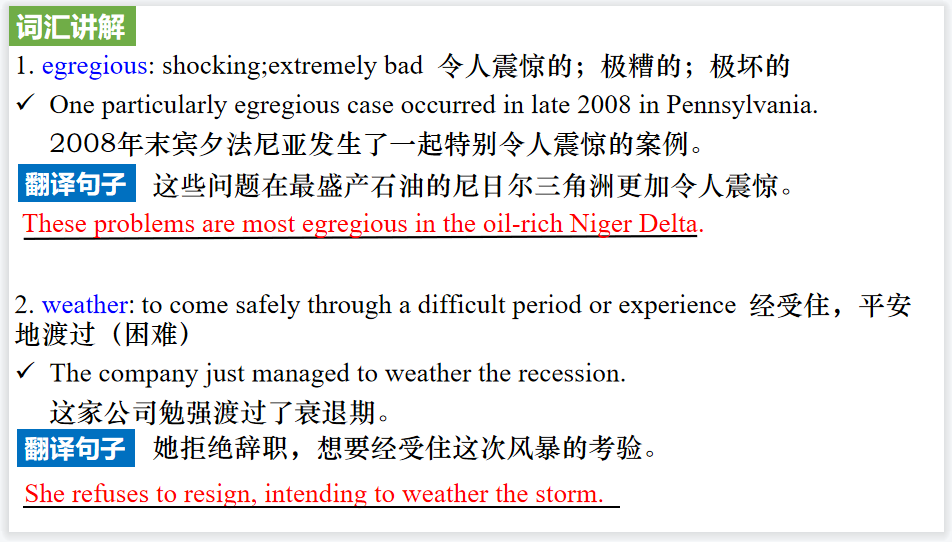 词汇讲解
1. egregious: shocking;extremely bad 令人震惊的；极糟的；极坏的
✓ One particularly egregious case occurred in late 2008 in Pennsylvania.
2008年末宾夕法尼亚发生了一起特别令人震惊的案例。
翻译句子 这些问题在最盛产石油的尼日尔三角洲更加令人震惊。
These problems are most egregious in the oil-rich Niger Delta.
2. weather: to come safely through a difficult period or experience 经受住，平安
地渡过（困难）
✓ The company just managed to weather the recession.
这家公司勉强渡过了衰退期。
翻译句子 她拒绝辞职，想要经受住这次风暴的考验。
She refuses to resign, intending to weather the storm.